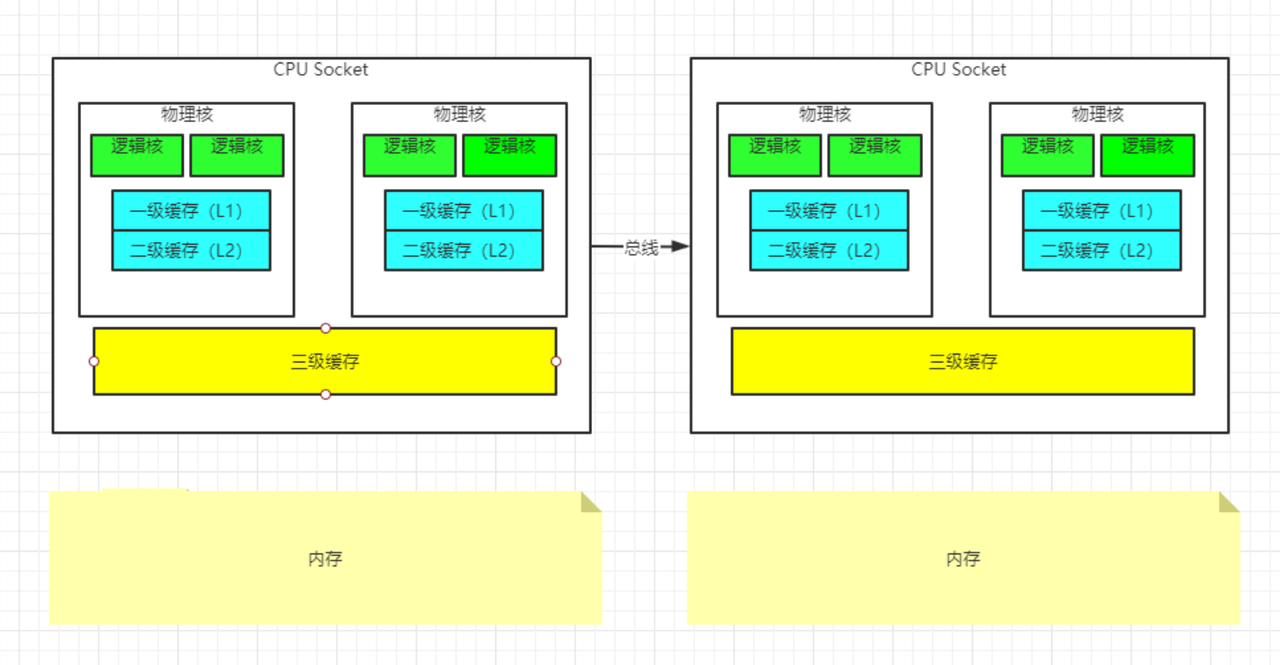 CPU Socket
物理核
逻辑核
逻辑核
一级缓存（L1）
二级缓存（L2）
物理核
逻辑核
逻辑核
一级缓存（L1）
二级缓存（L2）
三级缓存
总线
CPU Socket
物理核
逻辑核
逻辑核
一级缓存（L1）
二级缓存（L2）
物理核
逻辑核
逻辑核
一级缓存（L1）
二级缓存（L2）
三级缓存
内存
内存